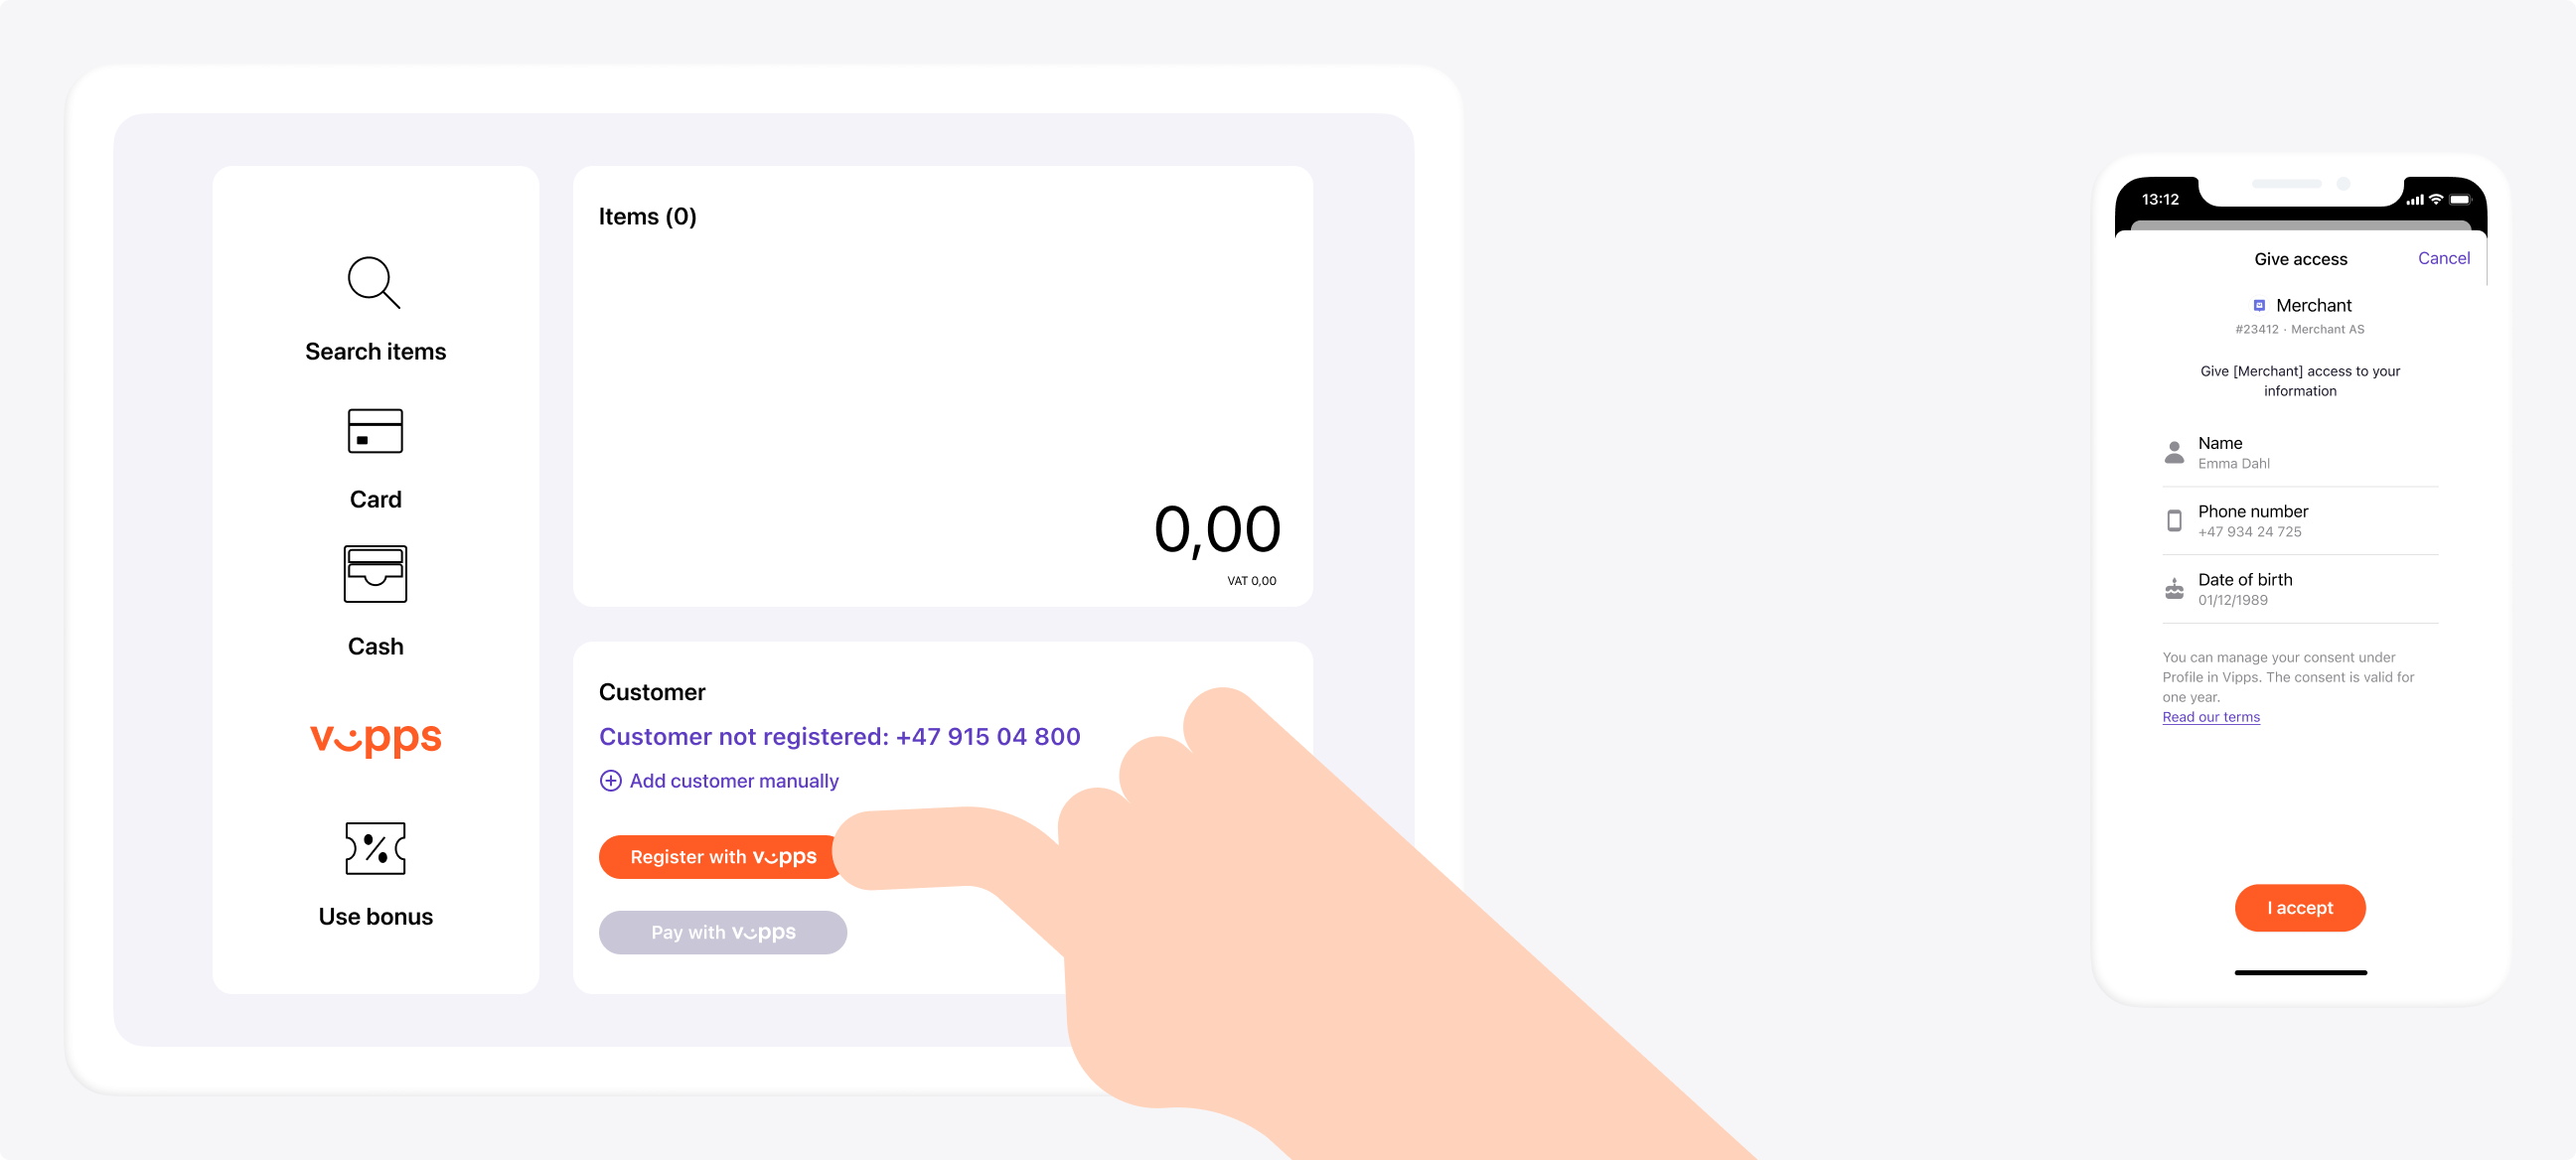 Search items
Card
Cash
vipps
Use bonus
Items (0)
0,00
VAT 0,00
Customer
Customer not registered: +47 915 04 800
Add customer manually
Register with vipps
Pay with vipps
13:12
Give access
Cancel
Merchant
#23412 · Merchant AS
Give [Merchant] access to your
information
Name
Emma Dahl
Phone number
+47 934 24 725
Date of birth
01/12/1989
You can manage your consent under
Profile in Vipps. The consent is valid for
one year.
Read our terms
I accept